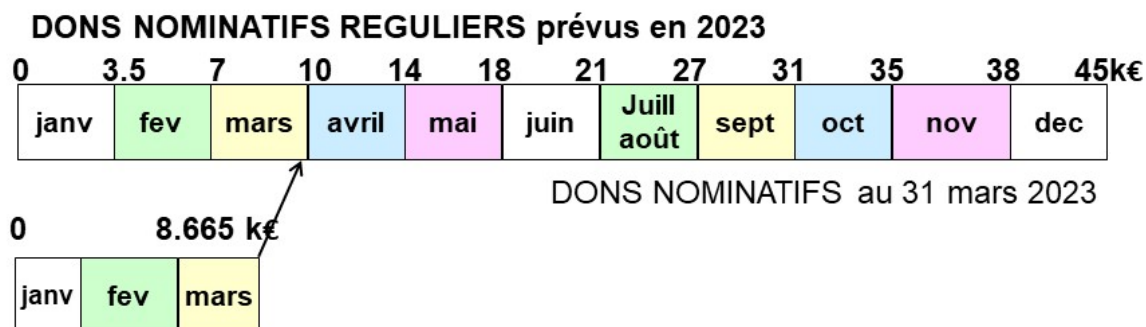 DONS NOMINATIFS REGULIERS prévus en 2023
0 3.5 7 10 14 18 21 27 31 35 38 45k€
janv fev mars avril mai juin Juill août sept oct nov dec
DONS NOMINATIFS au 31 mars 2023
0 8.665 k€
janv fev mars